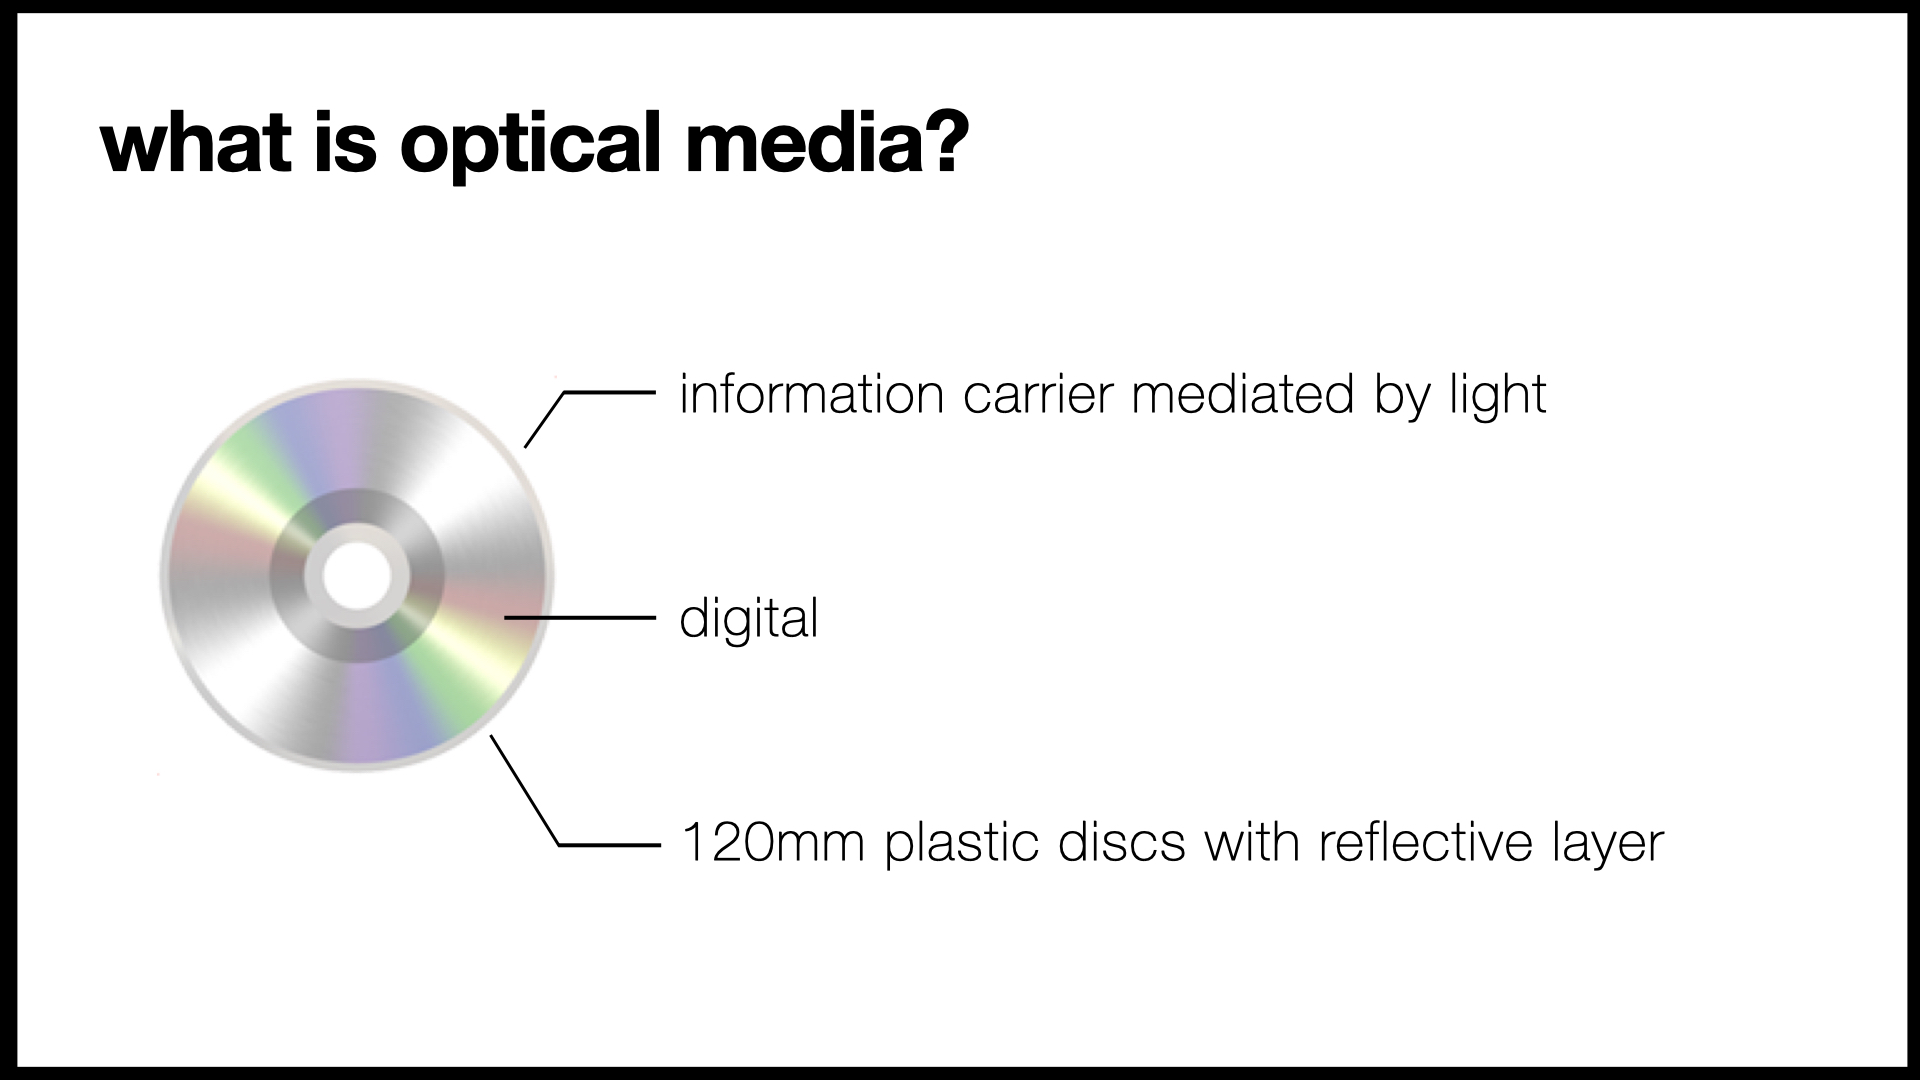 what is optical media?
information carrier mediated by light
digital
120mm plastic discs with reflective layer